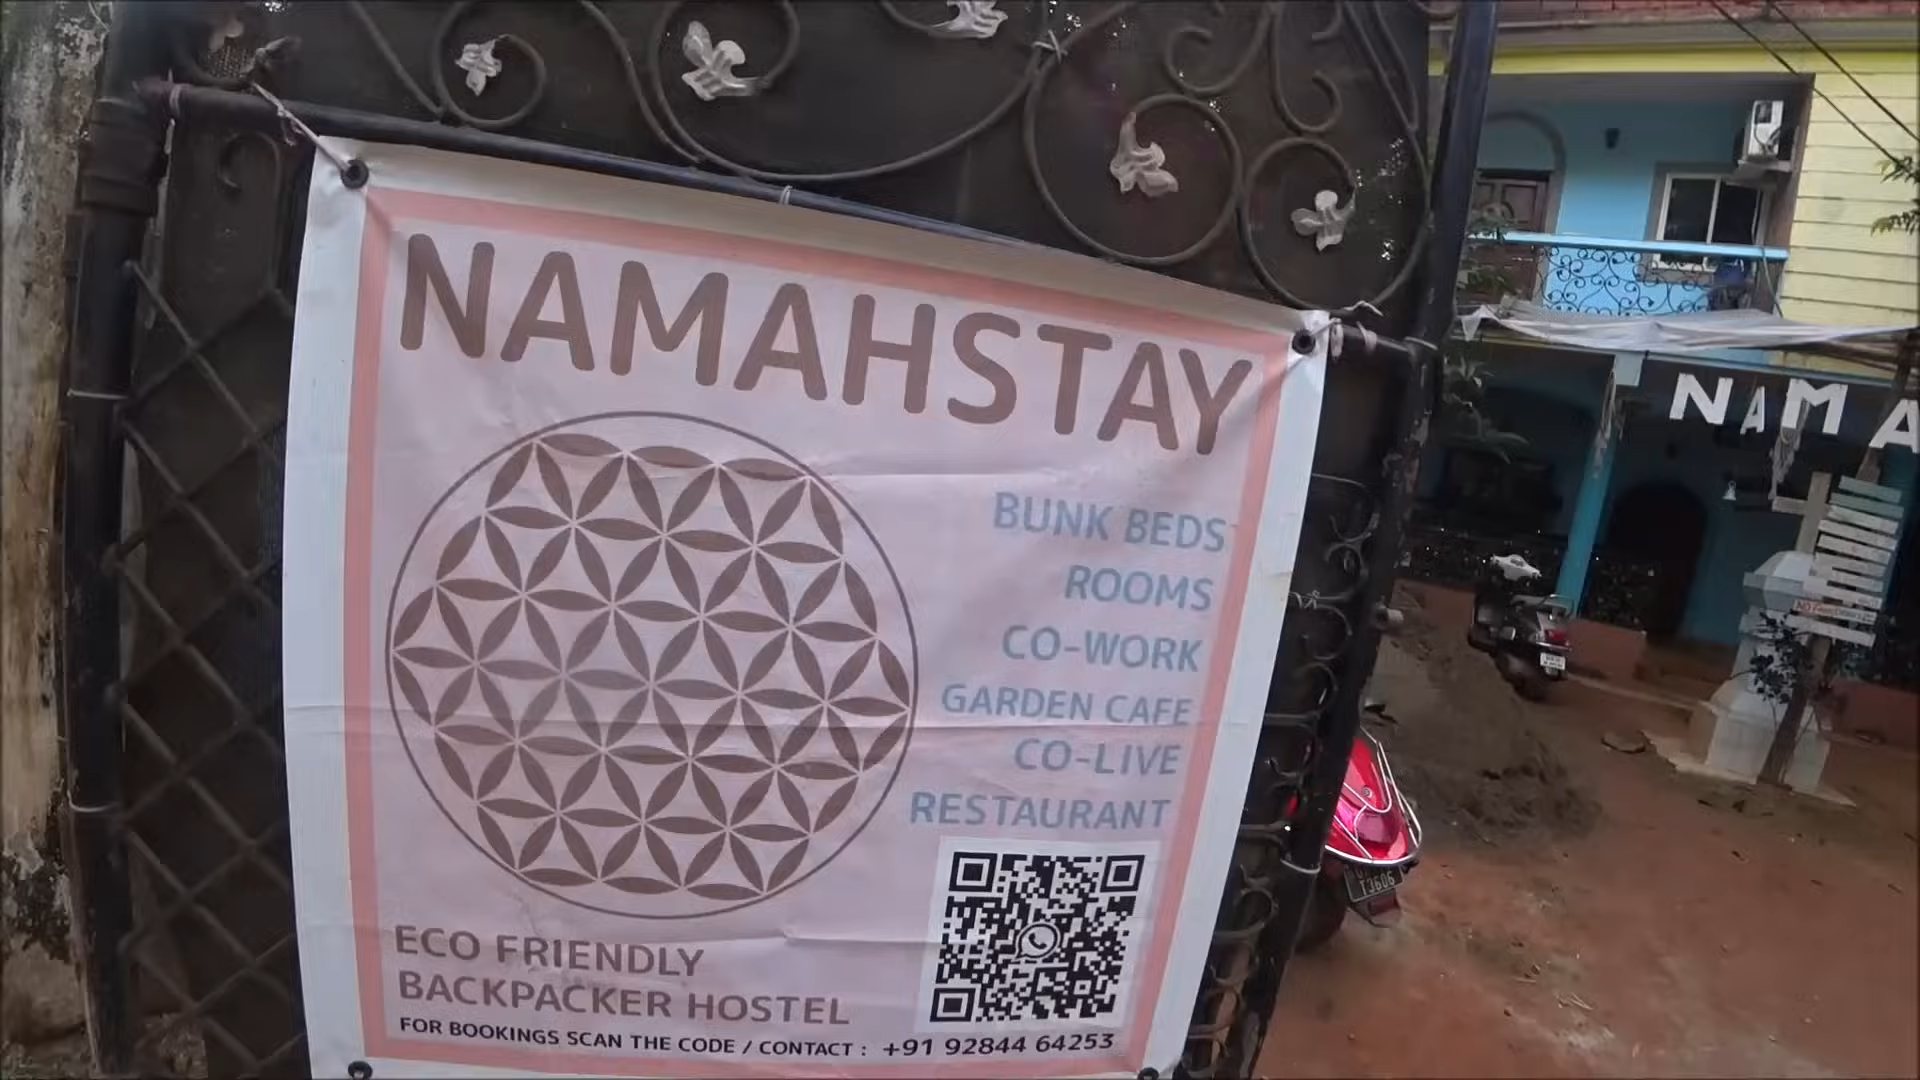 NAMAHSTAY
BUNK BEDS
ROOMS
CO-WORK
GARDEN CAFE
CO-LIVE
RESTAURANT
ECO FRIENDLY
BACKPACKER HOSTEL
FOR BOOKINGS SCAN THE CODE / CONTACT : +91 92844 64253
NAMA
T3606